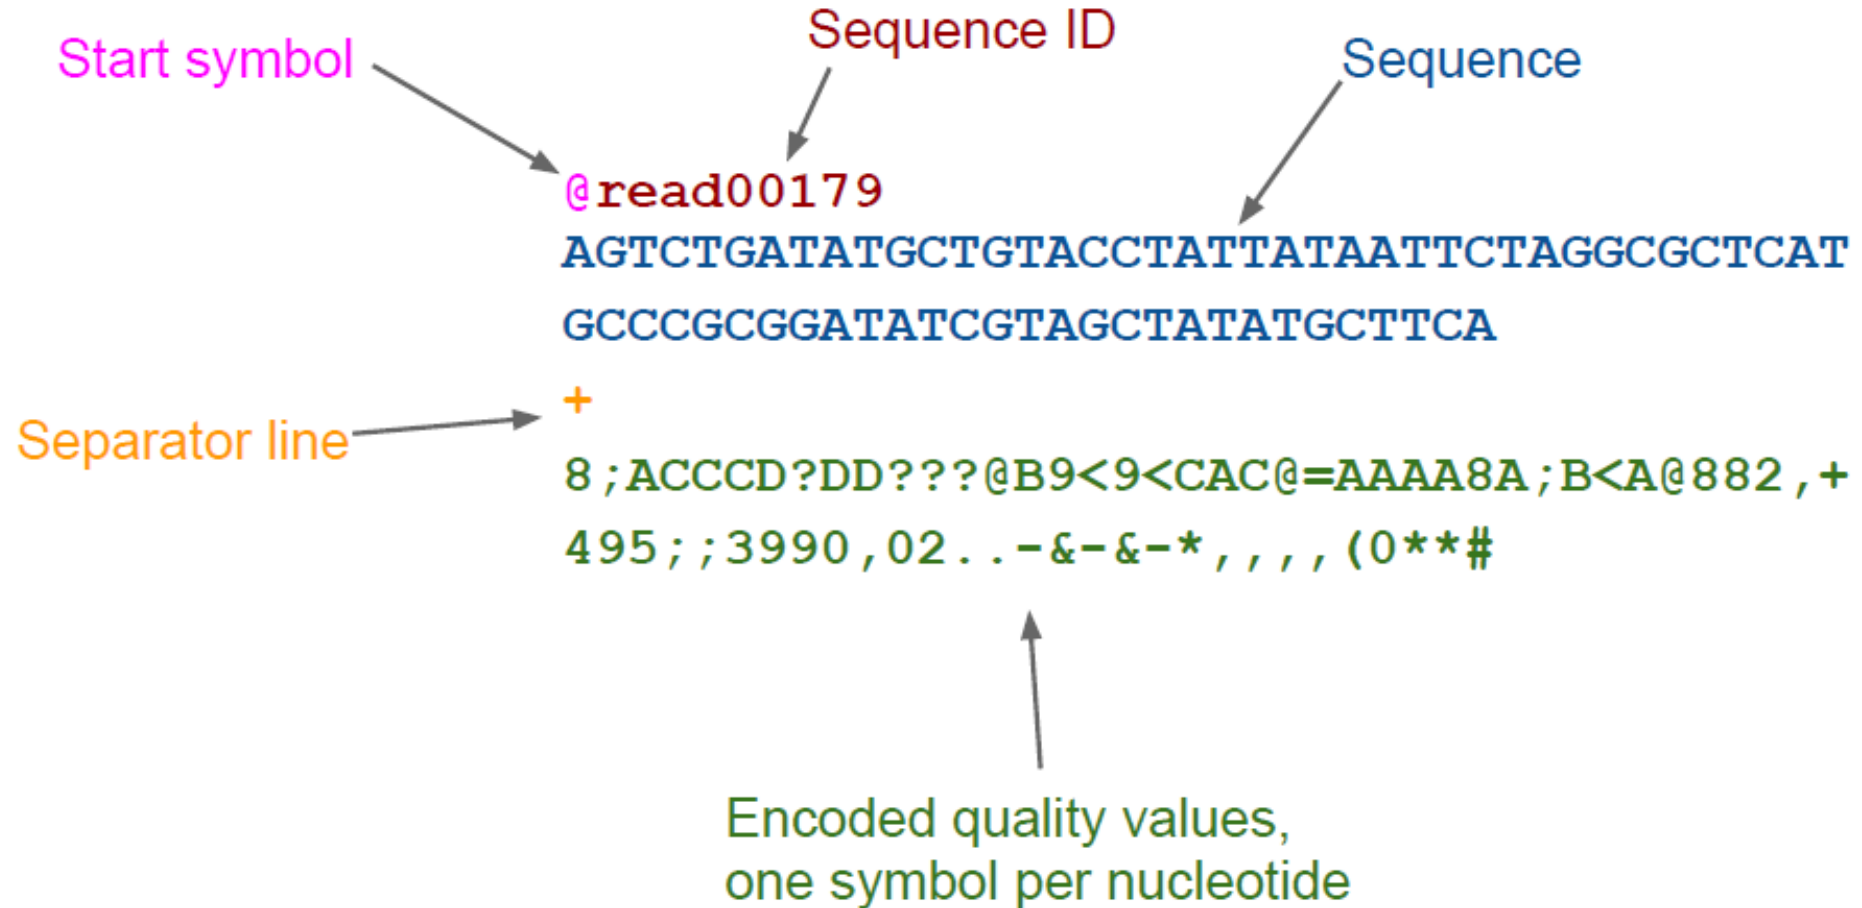 Sequence ID
Start symbol
Sequence
@read00179
AGTCTGATATGCTGTACCTATTATAATTCTAGGCGCTCAT
GCCCGCGGATATCGTAGCTATATGCTTCA
+
Separator line
8;ACCCD?DD???@B9<9<CAC@=AAAA8A;B<A@882,+
495;;3990,02..-&-&-*,,,,(0**#
Encoded quality values,
one symbol per nucleotide